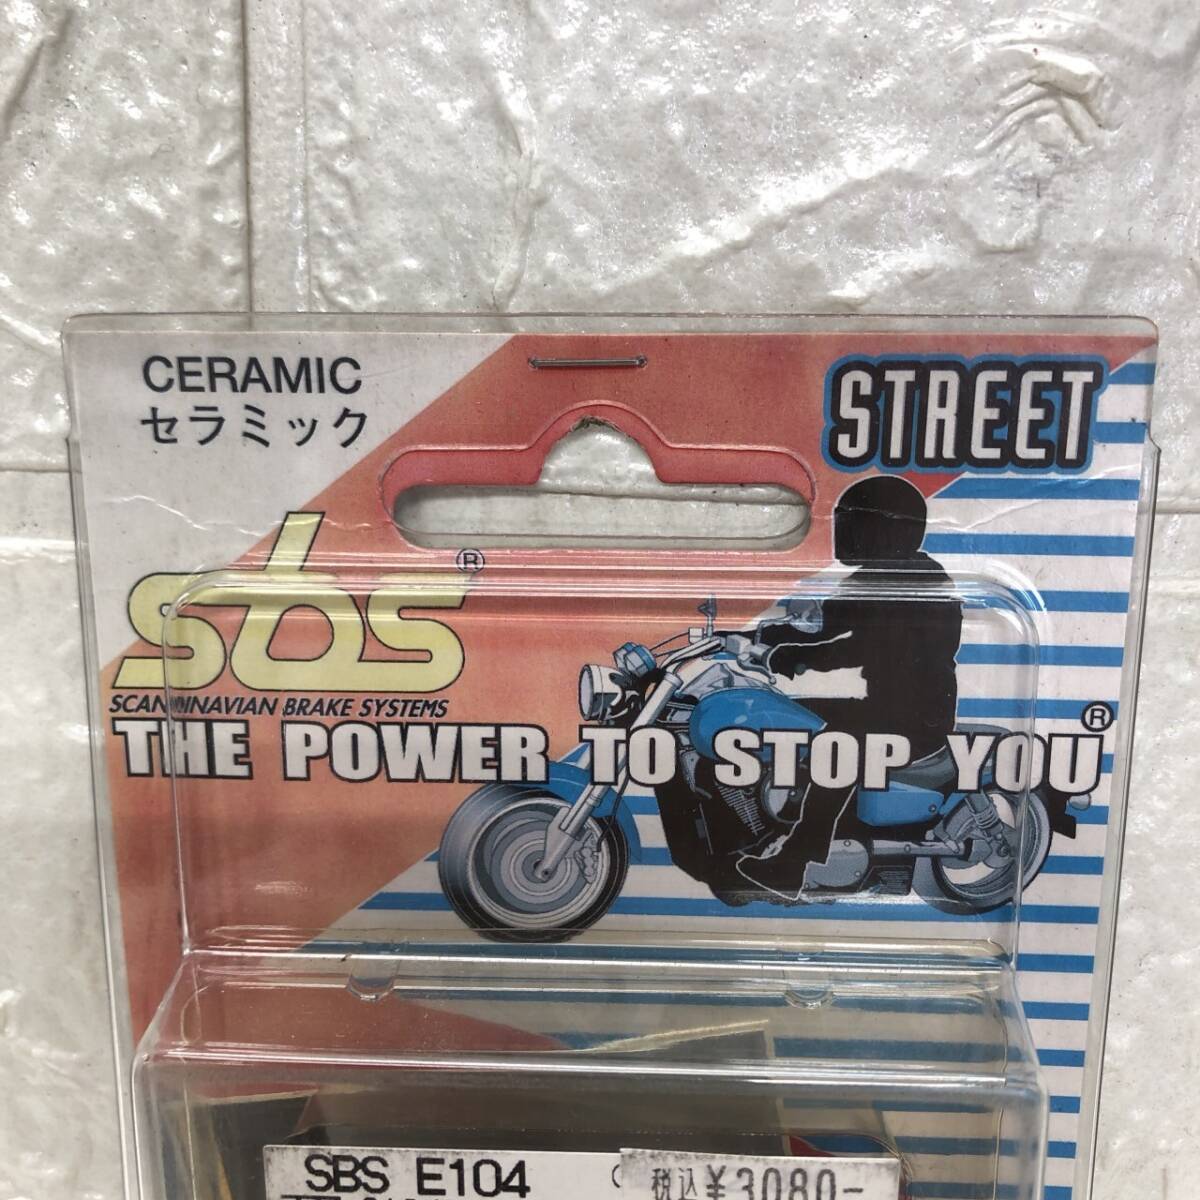 CERAMIC
セラミック
STREET
sbs®
SCANDINAVIAN BRAKE SYSTEMS
THE POWER TO STOP YOU®
SBS E104
税込¥3080-